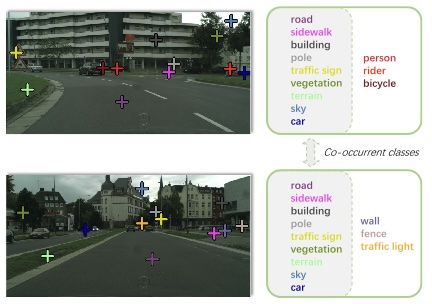 road
sidewalk
building
pole
traffic sign
vegetation
terrain
sky
car
person
rider
bicycle
Co-occurrent classes
road
sidewalk
building
pole
traffic sign
vegetation
terrain
sky
car
wall
fence
traffic light